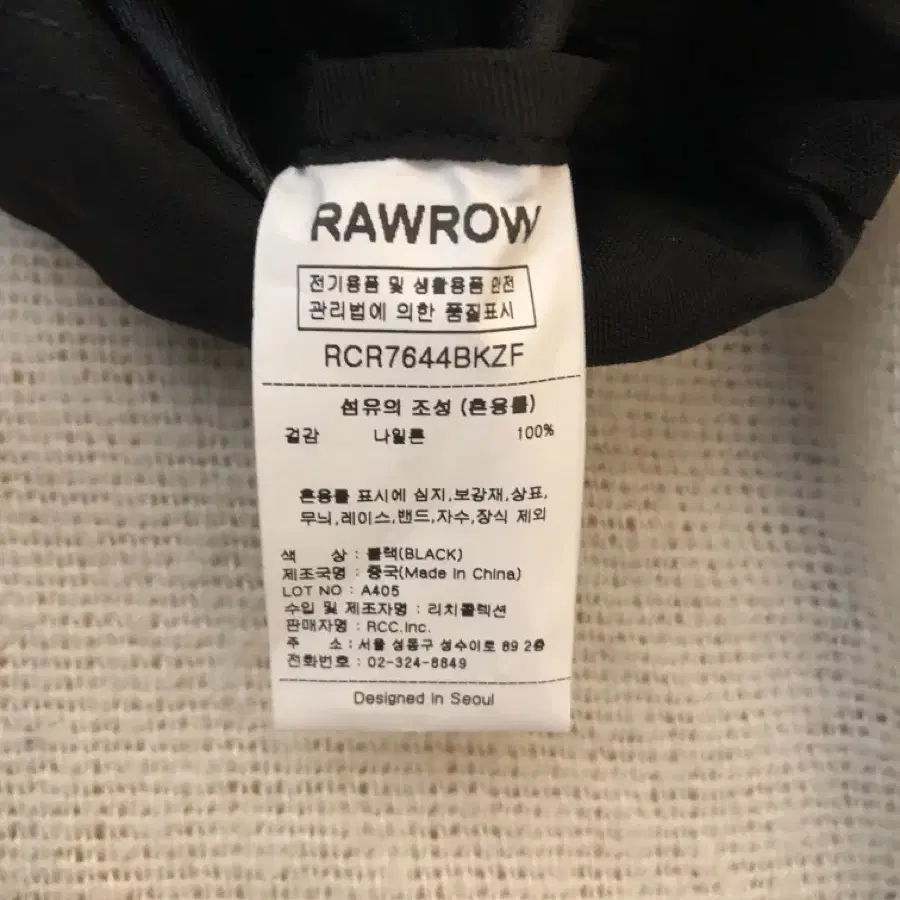 RAWROW
전기용품 및 생활용품 안전
관리법에 의한 품질표시
RCR7644BKZF
섬유의 조성 (혼용률)
겉감 나일론 100%
혼용률 표시에 심지,보강재,상표,
무늬,레이스,밴드,자수,장식 제외
색 상 : 블랙(BLACK)
제조국명 : 중국(Made in China)
LOT NO : A405
수입 및 제조자명 : 리치콜렉션
판매자명 : RCC.Inc.
주 소 : 서울 성동구 성수이로 89 2층
전화번호 : 02-324-8849
Designed in Seoul